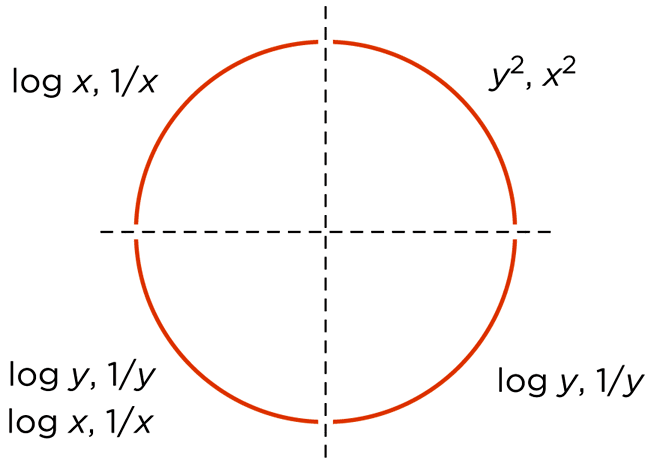 log x, 1/x
y², x²
log y, 1/y
log x, 1/x
log y, 1/y